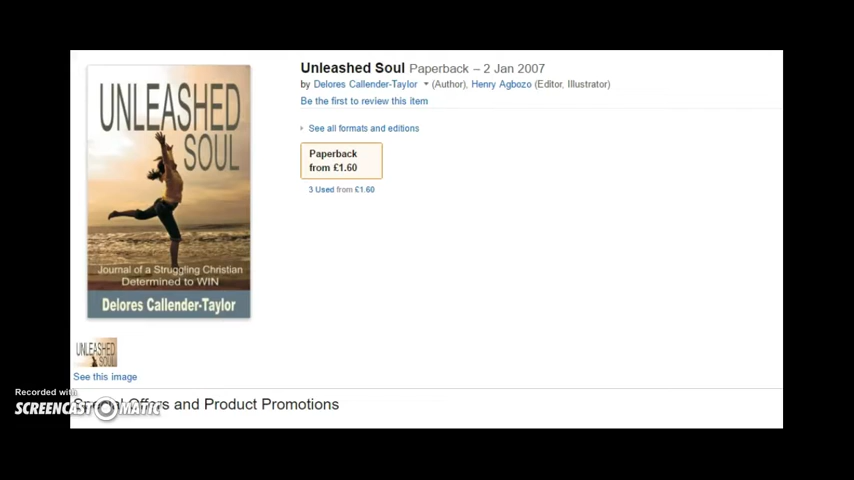 Unleashed Soul Paperback – 2 Jan 2007
by Delores Callender-Taylor (Author), Henry Agbozo (Editor, Illustrator)
Be the first to review this item
See all formats and editions
Paperback
from £1.60
3 Used from £1.60
UNLEASHED
SOUL
Journal of a Struggling Christian
Determined to WIN
Delores Callender-Taylor
UNLEASHED
SOUL
See this image
Special Offers and Product Promotions
Recorded with
SCREENCAST-O-MATIC